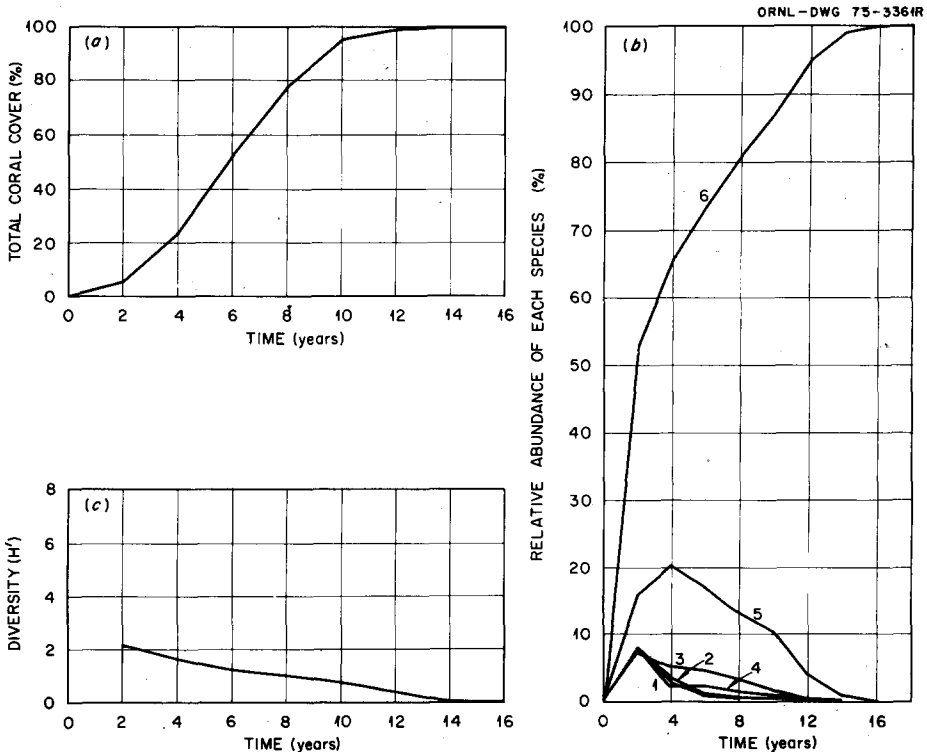 ORNL-DWG 75-3361R
(a)
TOTAL CORAL COVER (%)
100
80
60
40
20
0
0 2 4 6 8 10 12 14 16
TIME (years)
(b)
RELATIVE ABUNDANCE OF EACH SPECIES (%)
100
90
80
70
60
50
40
30
20
10
0
6
5
3 2 4
1
0 4 8 12 16
TIME (years)
(c)
DIVERSITY (H')
8
6
4
2
0
0 2 4 6 8 10 12 14 16
TIME (years)